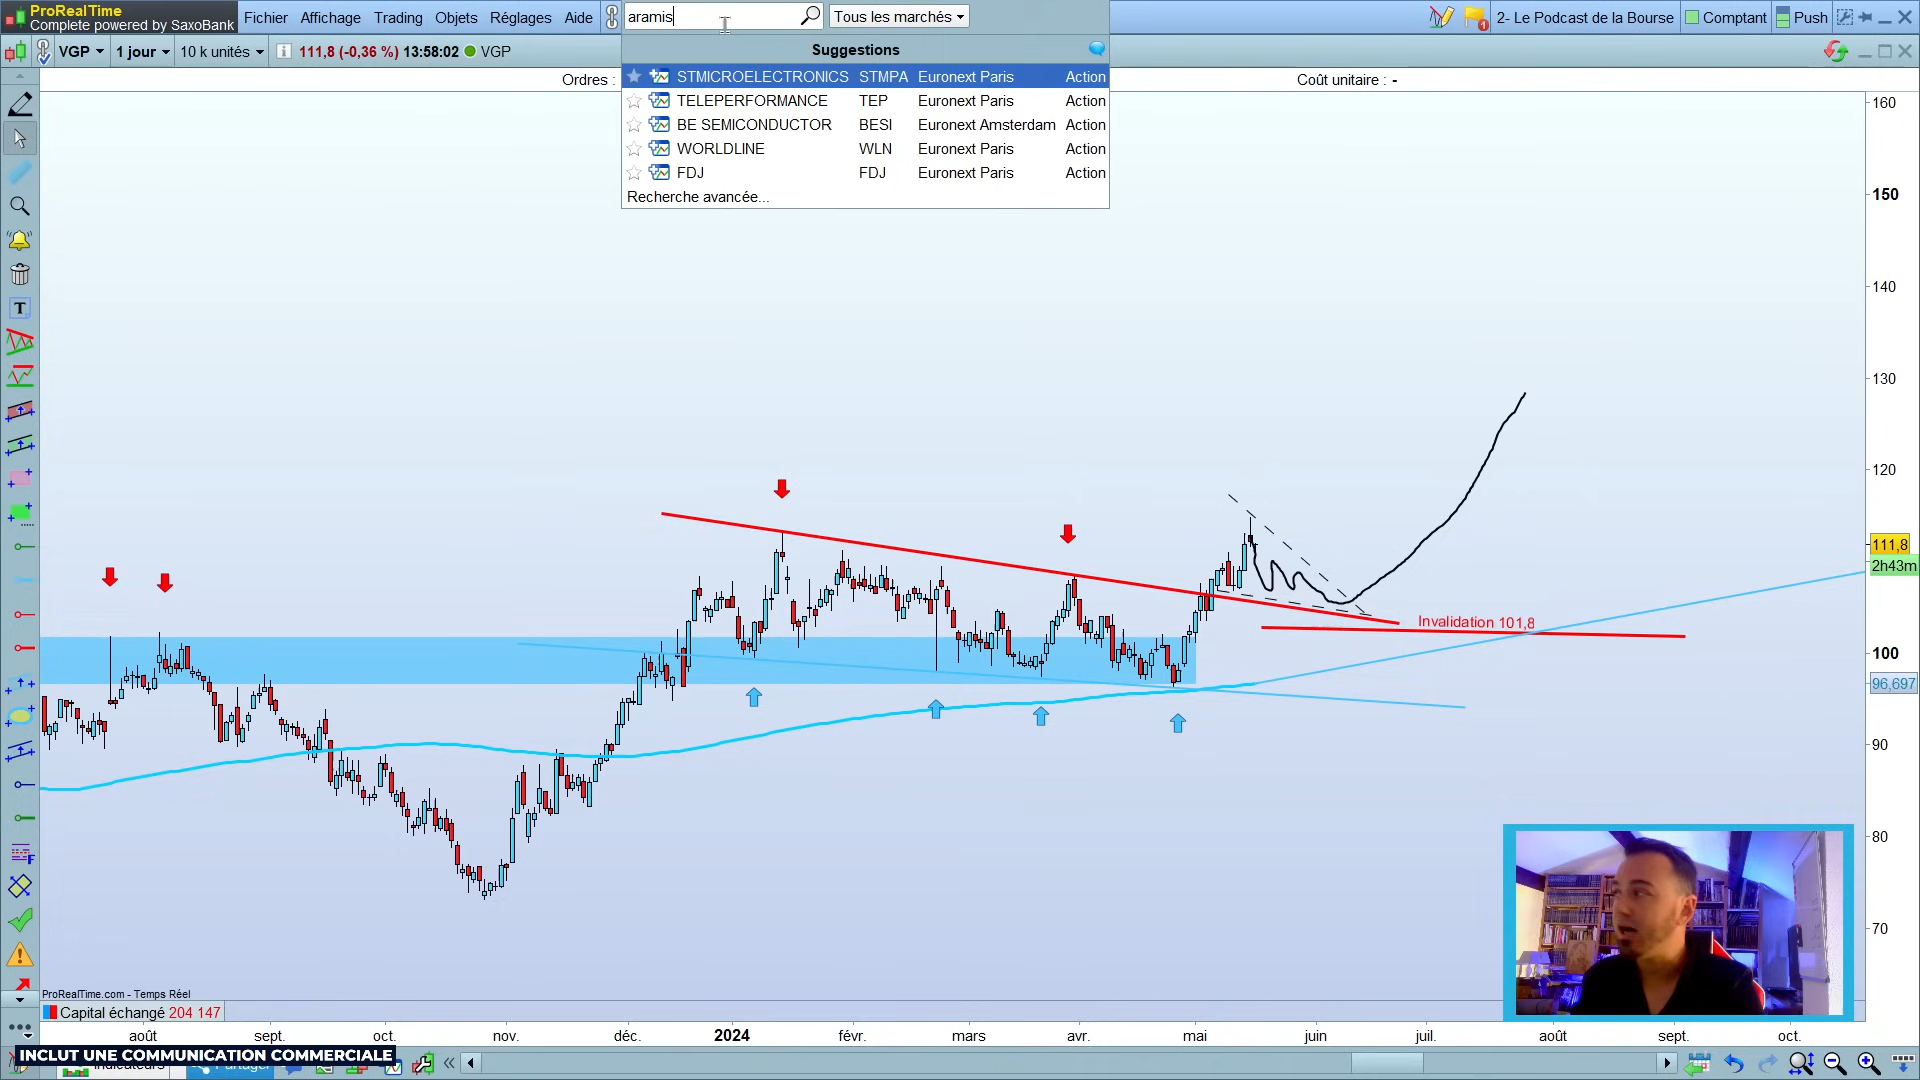 ProRealTime
Complete powered by SaxoBank
Fichier Affichage Trading Objets Réglages Aide
aramis
Tous les marchés
2- Le Podcast de la Bourse
Comptant
Push
VGP
1 jour
10 k unités
111,8 (-0,36 %) 13:58:02 VGP
Suggestions
STMICROELECTRONICS STMPA Euronext Paris Action
TELEPERFORMANCE TEP Euronext Paris Action
BE SEMICONDUCTOR BESI Euronext Amsterdam Action
WORLDLINE WLN Euronext Paris Action
FDJ FDJ Euronext Paris Action
Recherche avancée...
Ordres :
Coût unitaire : -
160
150
140
130
120
111,8
2h43m
Invalidation 101,8
100
96,697
90
80
70
ProRealTime.com - Temps Réel
Capital échangé 204 147
août sept. oct. nov. déc. 2024 févr. mars avr. mai juin juil. août sept. oct.
INCLUT UNE COMMUNICATION COMMERCIALE